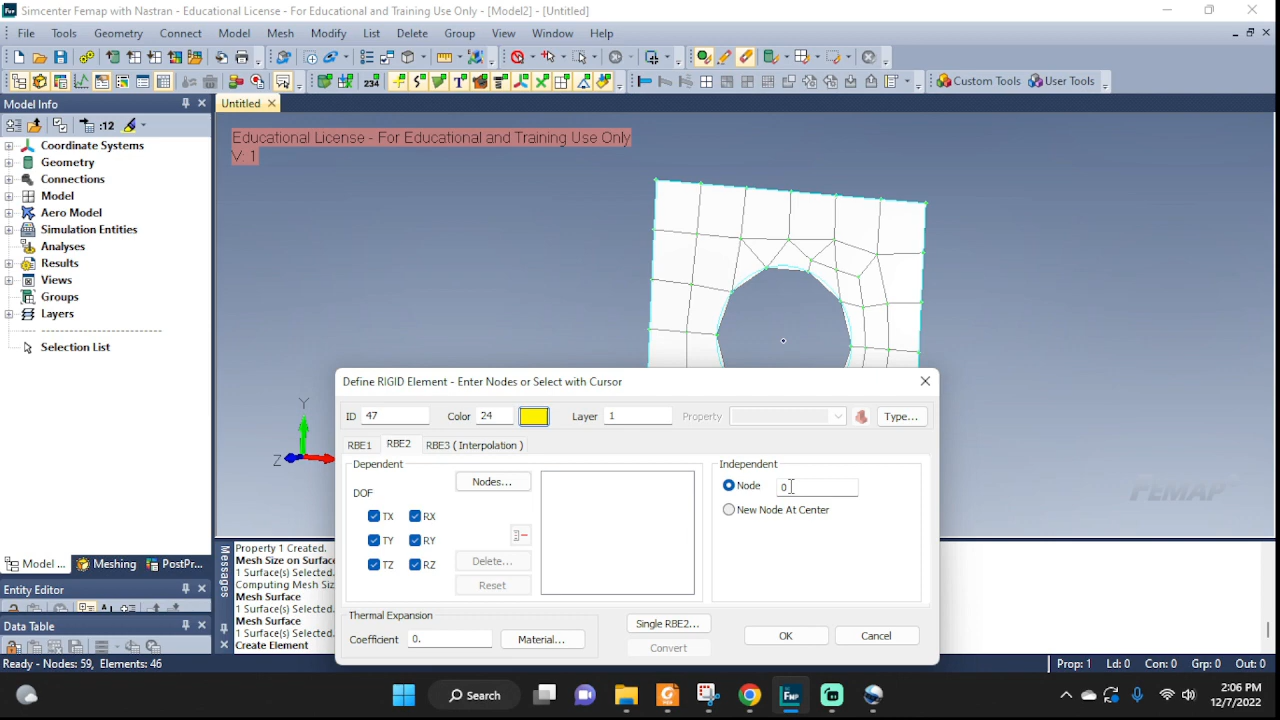 Simcenter Femap with Nastran - Educational License - For Educational and Training Use Only - [Model2] - [Untitled]
File Tools Geometry Connect Model Mesh Modify List Delete Group View Window Help
234
Custom Tools User Tools
Model Info
Untitled
:12
Educational License - For Educational and Training Use Only
V: 1
Coordinate Systems
Geometry
Connections
Model
Aero Model
Simulation Entities
Analyses
Results
Views
Groups
Layers
Selection List
Y
Z
FEMAP
Define RIGID Element - Enter Nodes or Select with Cursor
ID 47 Color 24 Layer 1 Property Type...
RBE1 RBE2 RBE3 ( Interpolation )
Dependent
DOF
TX RX
TY RY
TZ RZ
Nodes...
Delete...
Reset
Independent
Node 0
New Node At Center
Thermal Expansion
Coefficient 0. Material...
Single RBE2...
Convert
OK Cancel
Model ... Meshing PostPr...
Entity Editor
Data Table
Messages
Property 1 Created.
Mesh Size on Surface
1 Surface(s) Selected.
Computing Mesh Siz
Mesh Surface
1 Surface(s) Selected.
Mesh Surface
1 Surface(s) Selected.
Create Element
Ready - Nodes: 59, Elements: 46
Prop: 1 Ld: 0 Con: 0 Grp: 0 Out: 0
Search
FMP
2:06 PM
12/7/2022